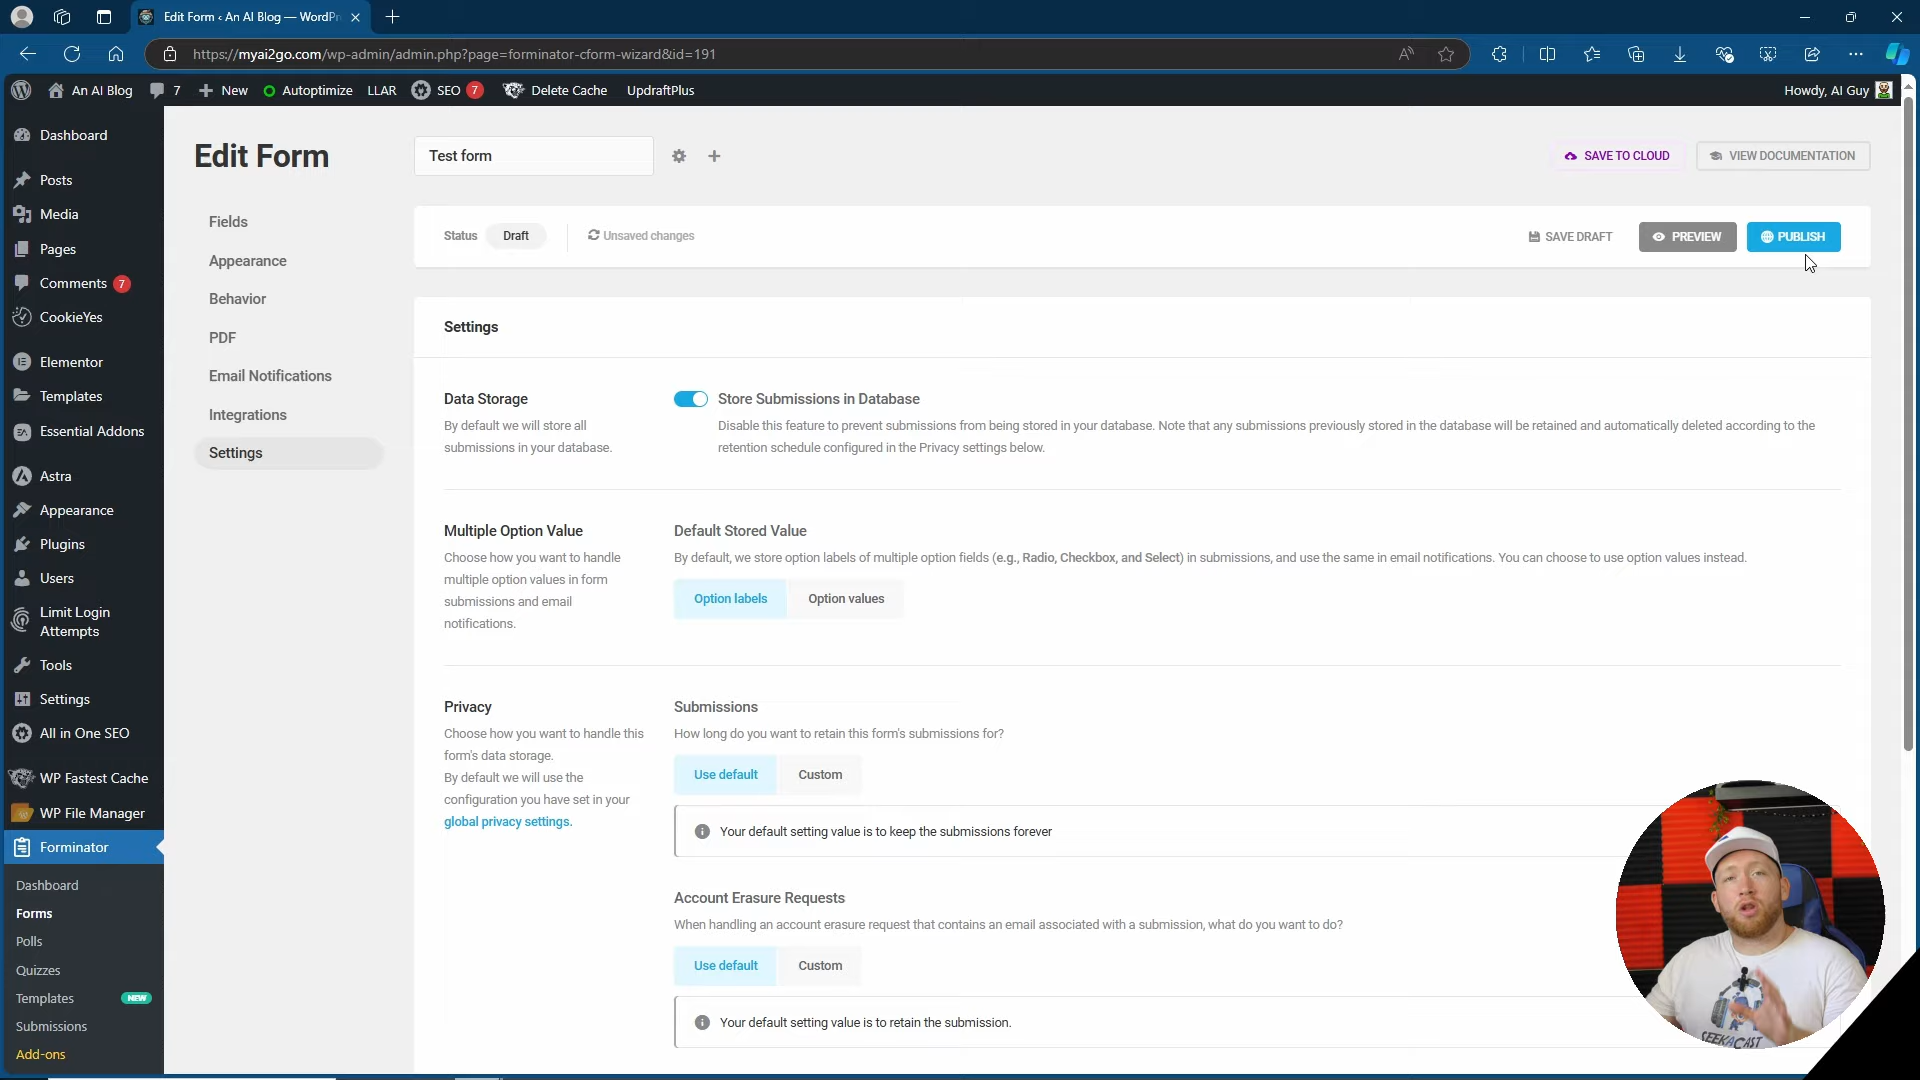 Edit Form ‹ An AI Blog — WordPr
https://myai2go.com/wp-admin/admin.php?page=forminator-cform-wizard&id=191
An AI Blog
7
New
Autoptimize
LLAR
SEO
7
Delete Cache
UpdraftPlus
Howdy, AI Guy
Dashboard
Posts
Media
Pages
Comments 7
CookieYes
Elementor
Templates
Essential Addons
Astra
Appearance
Plugins
Users
Limit Login
Attempts
Tools
Settings
All in One SEO
WP Fastest Cache
WP File Manager
Forminator
Dashboard
Forms
Polls
Quizzes
Templates NEW
Submissions
Add-ons
Edit Form
Test form
SAVE TO CLOUD
VIEW DOCUMENTATION
Fields
Appearance
Behavior
PDF
Email Notifications
Integrations
Settings
Status
Draft
Unsaved changes
SAVE DRAFT
PREVIEW
PUBLISH
Settings
Data Storage
By default we will store all
submissions in your database.
Store Submissions in Database
Disable this feature to prevent submissions from being stored in your database. Note that any submissions previously stored in the database will be retained and automatically deleted according to the
retention schedule configured in the Privacy settings below.
Multiple Option Value
Choose how you want to handle
multiple option values in form
submissions and email
notifications.
Default Stored Value
By default, we store option labels of multiple option fields (e.g., Radio, Checkbox, and Select) in submissions, and use the same in email notifications. You can choose to use option values instead.
Option labels
Option values
Privacy
Choose how you want to handle this
form's data storage.
By default we will use the
configuration you have set in your
global privacy settings.
Submissions
How long do you want to retain this form's submissions for?
Use default
Custom
Your default setting value is to keep the submissions forever
Account Erasure Requests
When handling an account erasure request that contains an email associated with a submission, what do you want to do?
Use default
Custom
Your default setting value is to retain the submission.
SEEKACAST